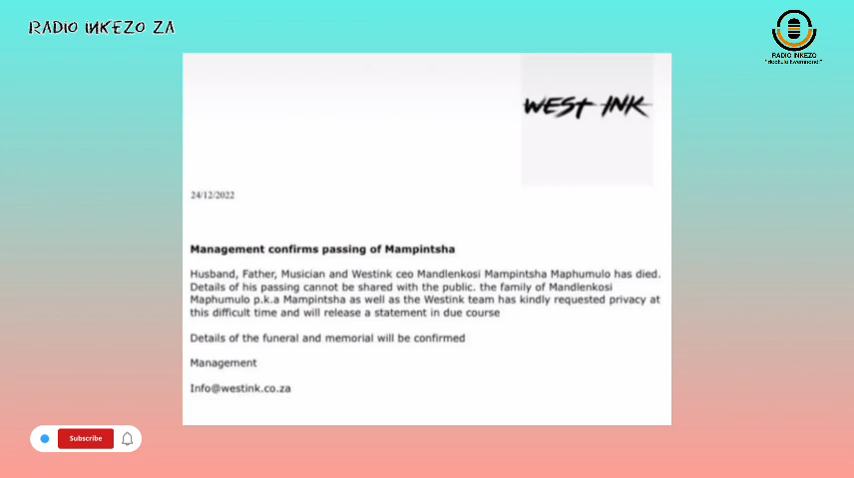 RADIO INKEZO ZA
RADIO INKEZO
WEST INK
24/12/2022
Management confirms passing of Mampintsha
Husband, Father, Musician and Westink ceo Mandlenkosi Mampintsha Maphumulo has died.
Details of his passing cannot be shared with the public. the family of Mandlenkosi
Maphumulo p.k.a Mampintsha as well as the Westink team has kindly requested privacy at
this difficult time and will release a statement in due course
Details of the funeral and memorial will be confirmed
Management
Info@westink.co.za
Subscribe